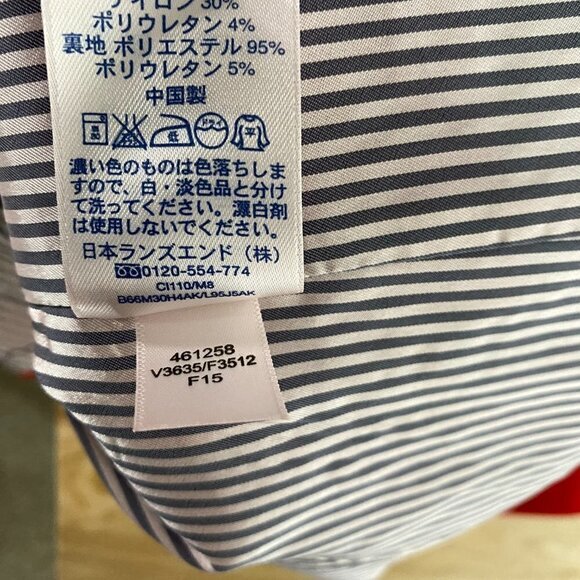 ナイロン 30%
ポリウレタン 4%
裏地 ポリエステル 95%
ポリウレタン 5%
中国製
低
ドライ
平
濃い色のものは色落ちしま
すので、白・淡色品と分け
て洗ってください。漂白剤
は使用しないでください。
日本ランズエンド（株）
0120-554-774
CI110/M8
B66M30H4AK/L95J5AK
461258
V3635/F3512
F15